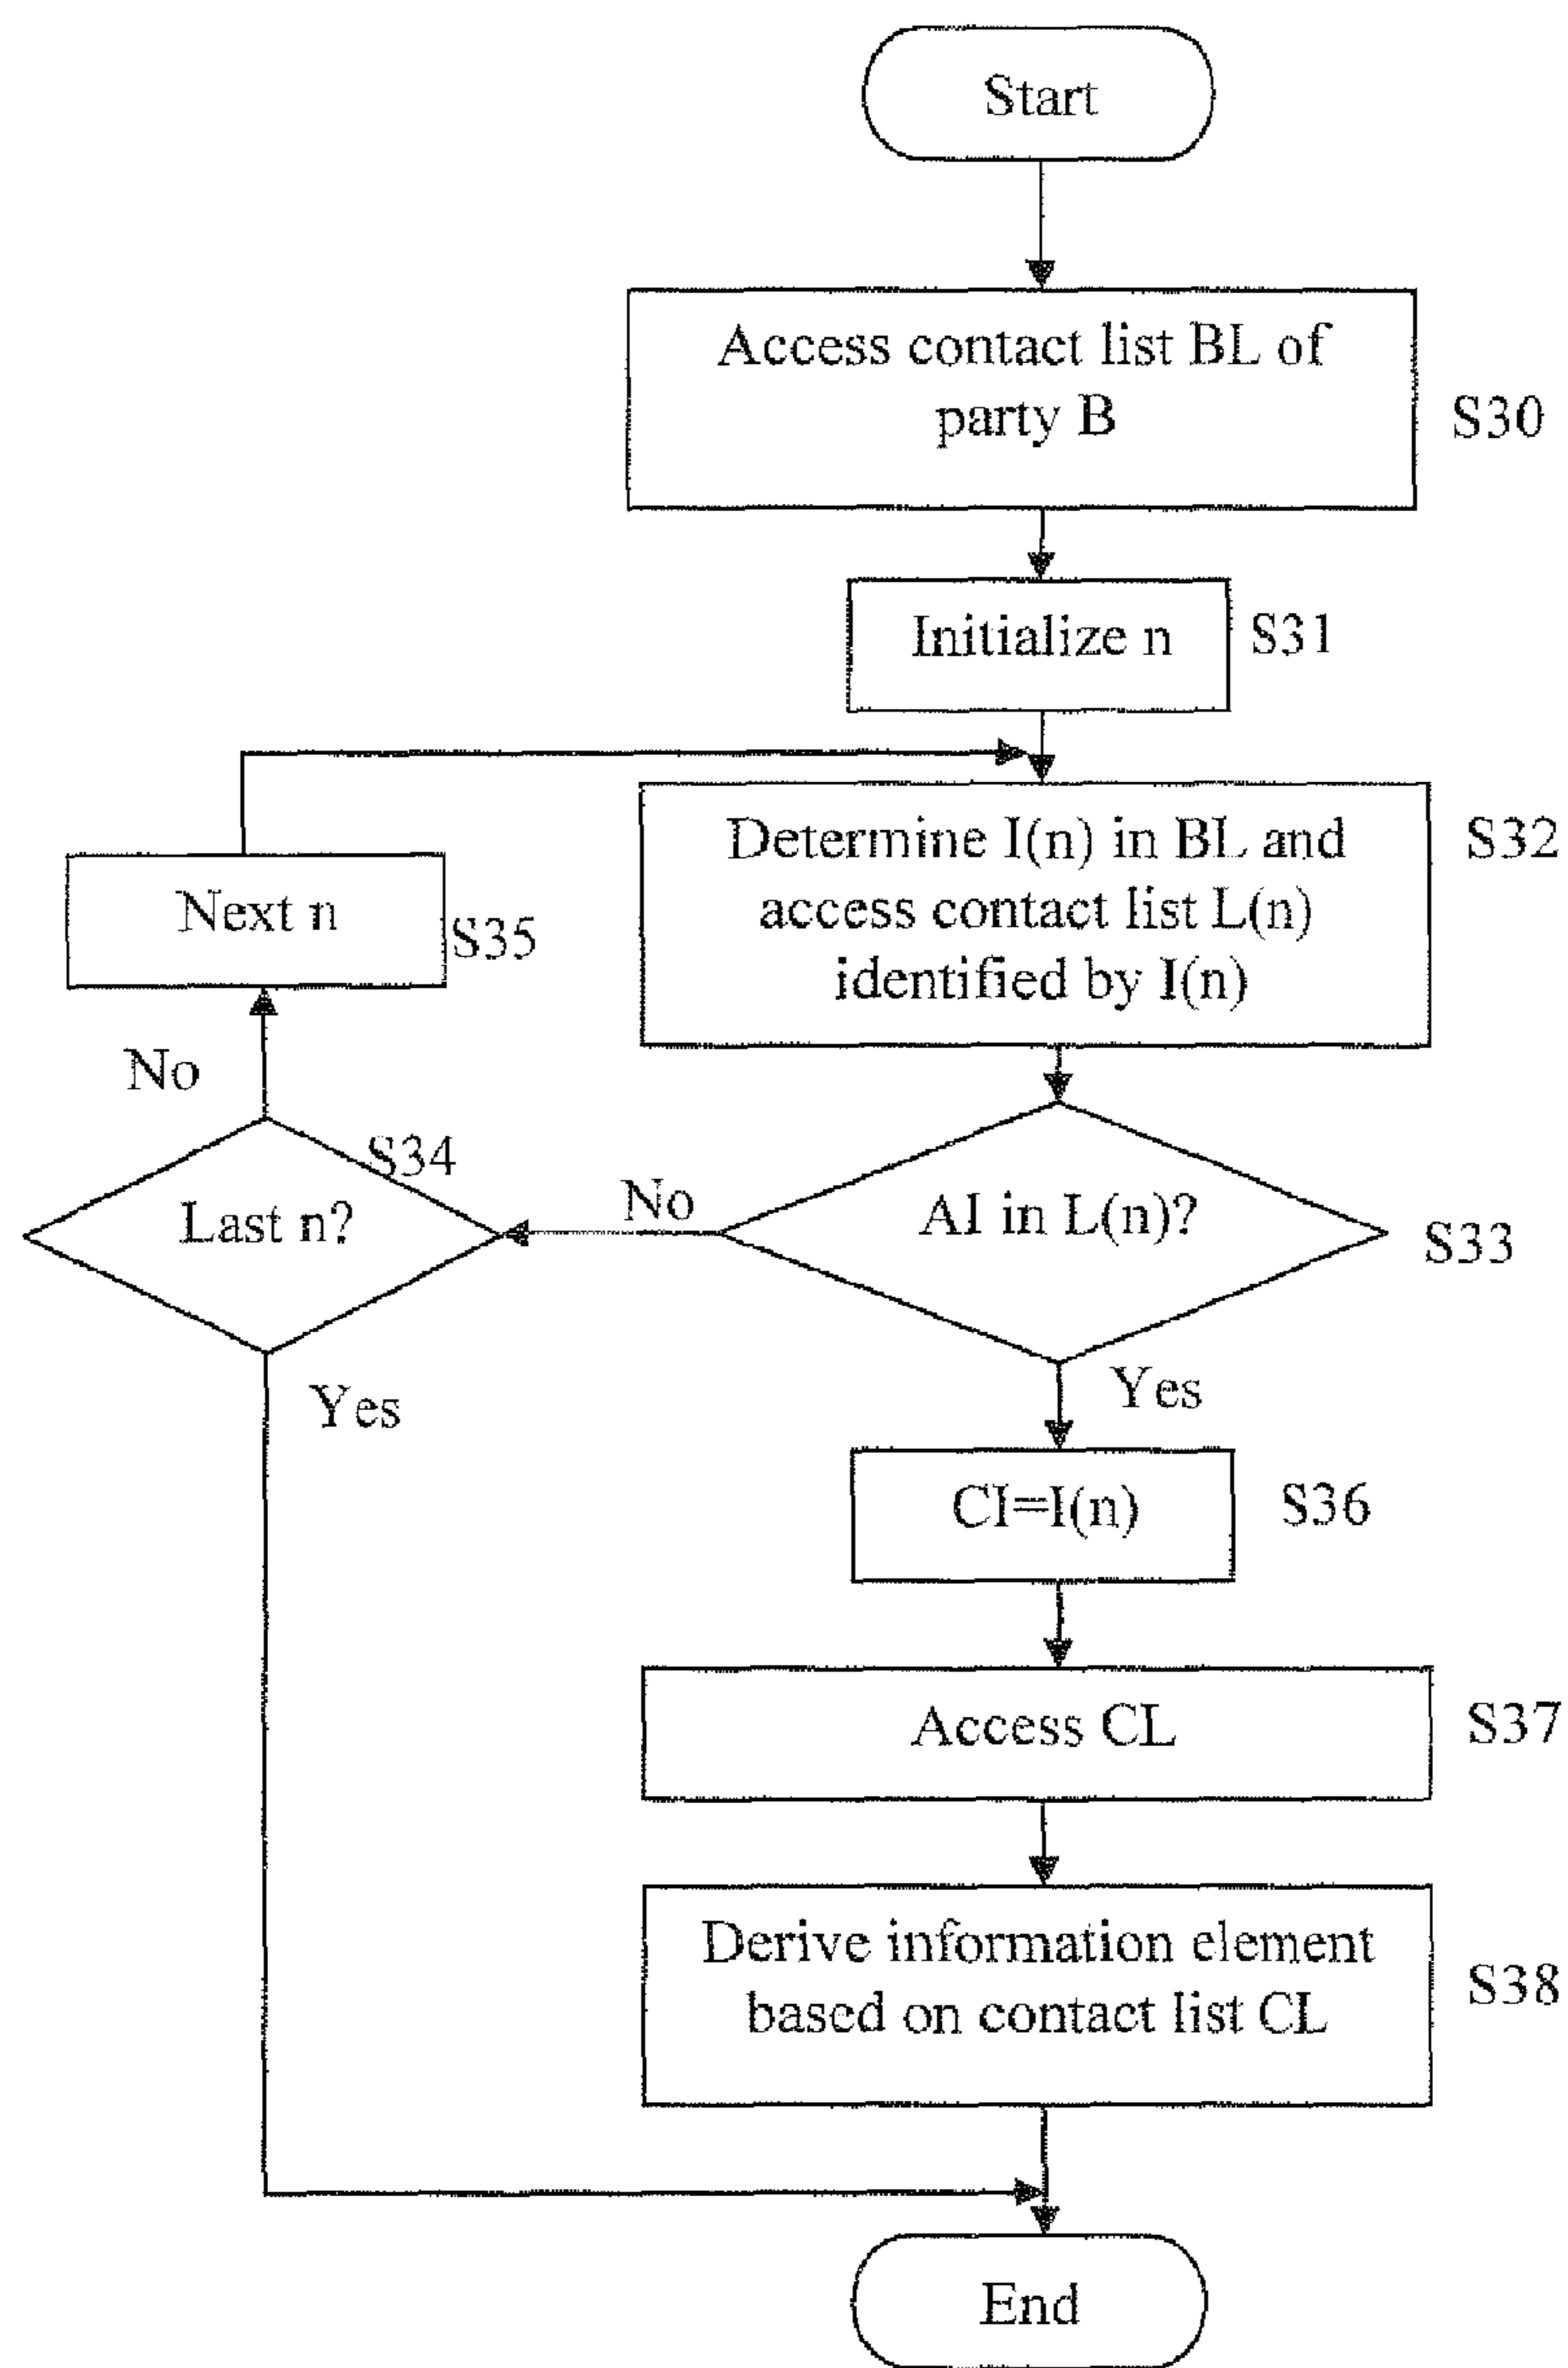 Start
Access contact list BL of
party B
S30
Initialize n
S31
Determine I(n) in BL and
access contact list L(n)
identified by I(n)
S32
Next n
S35
No
S34
Last n?
No
AI in L(n)?
S33
Yes
Yes
CI=I(n)
S36
Access CL
S37
Derive information element
based on contact list CL
S38
End